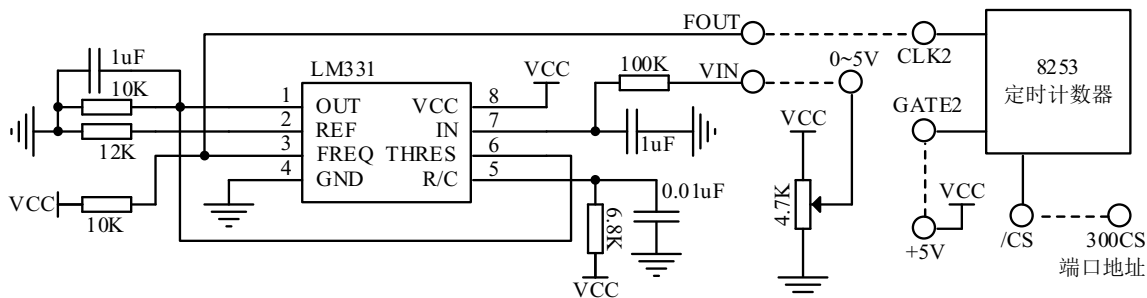 FOUT
1uF
LM331
100K
VIN
0~5V
CLK2
8253
定时计数器
10K
VCC
1
OUT
VCC
8
GATE2
2
REF
IN
7
VCC
12K
3
FREQ
THRES
6
1uF
4
GND
R/C
5
0.01uF
4.7K
VCC
VCC
10K
6.8K
+5V
/CS
300CS
端口地址
VCC